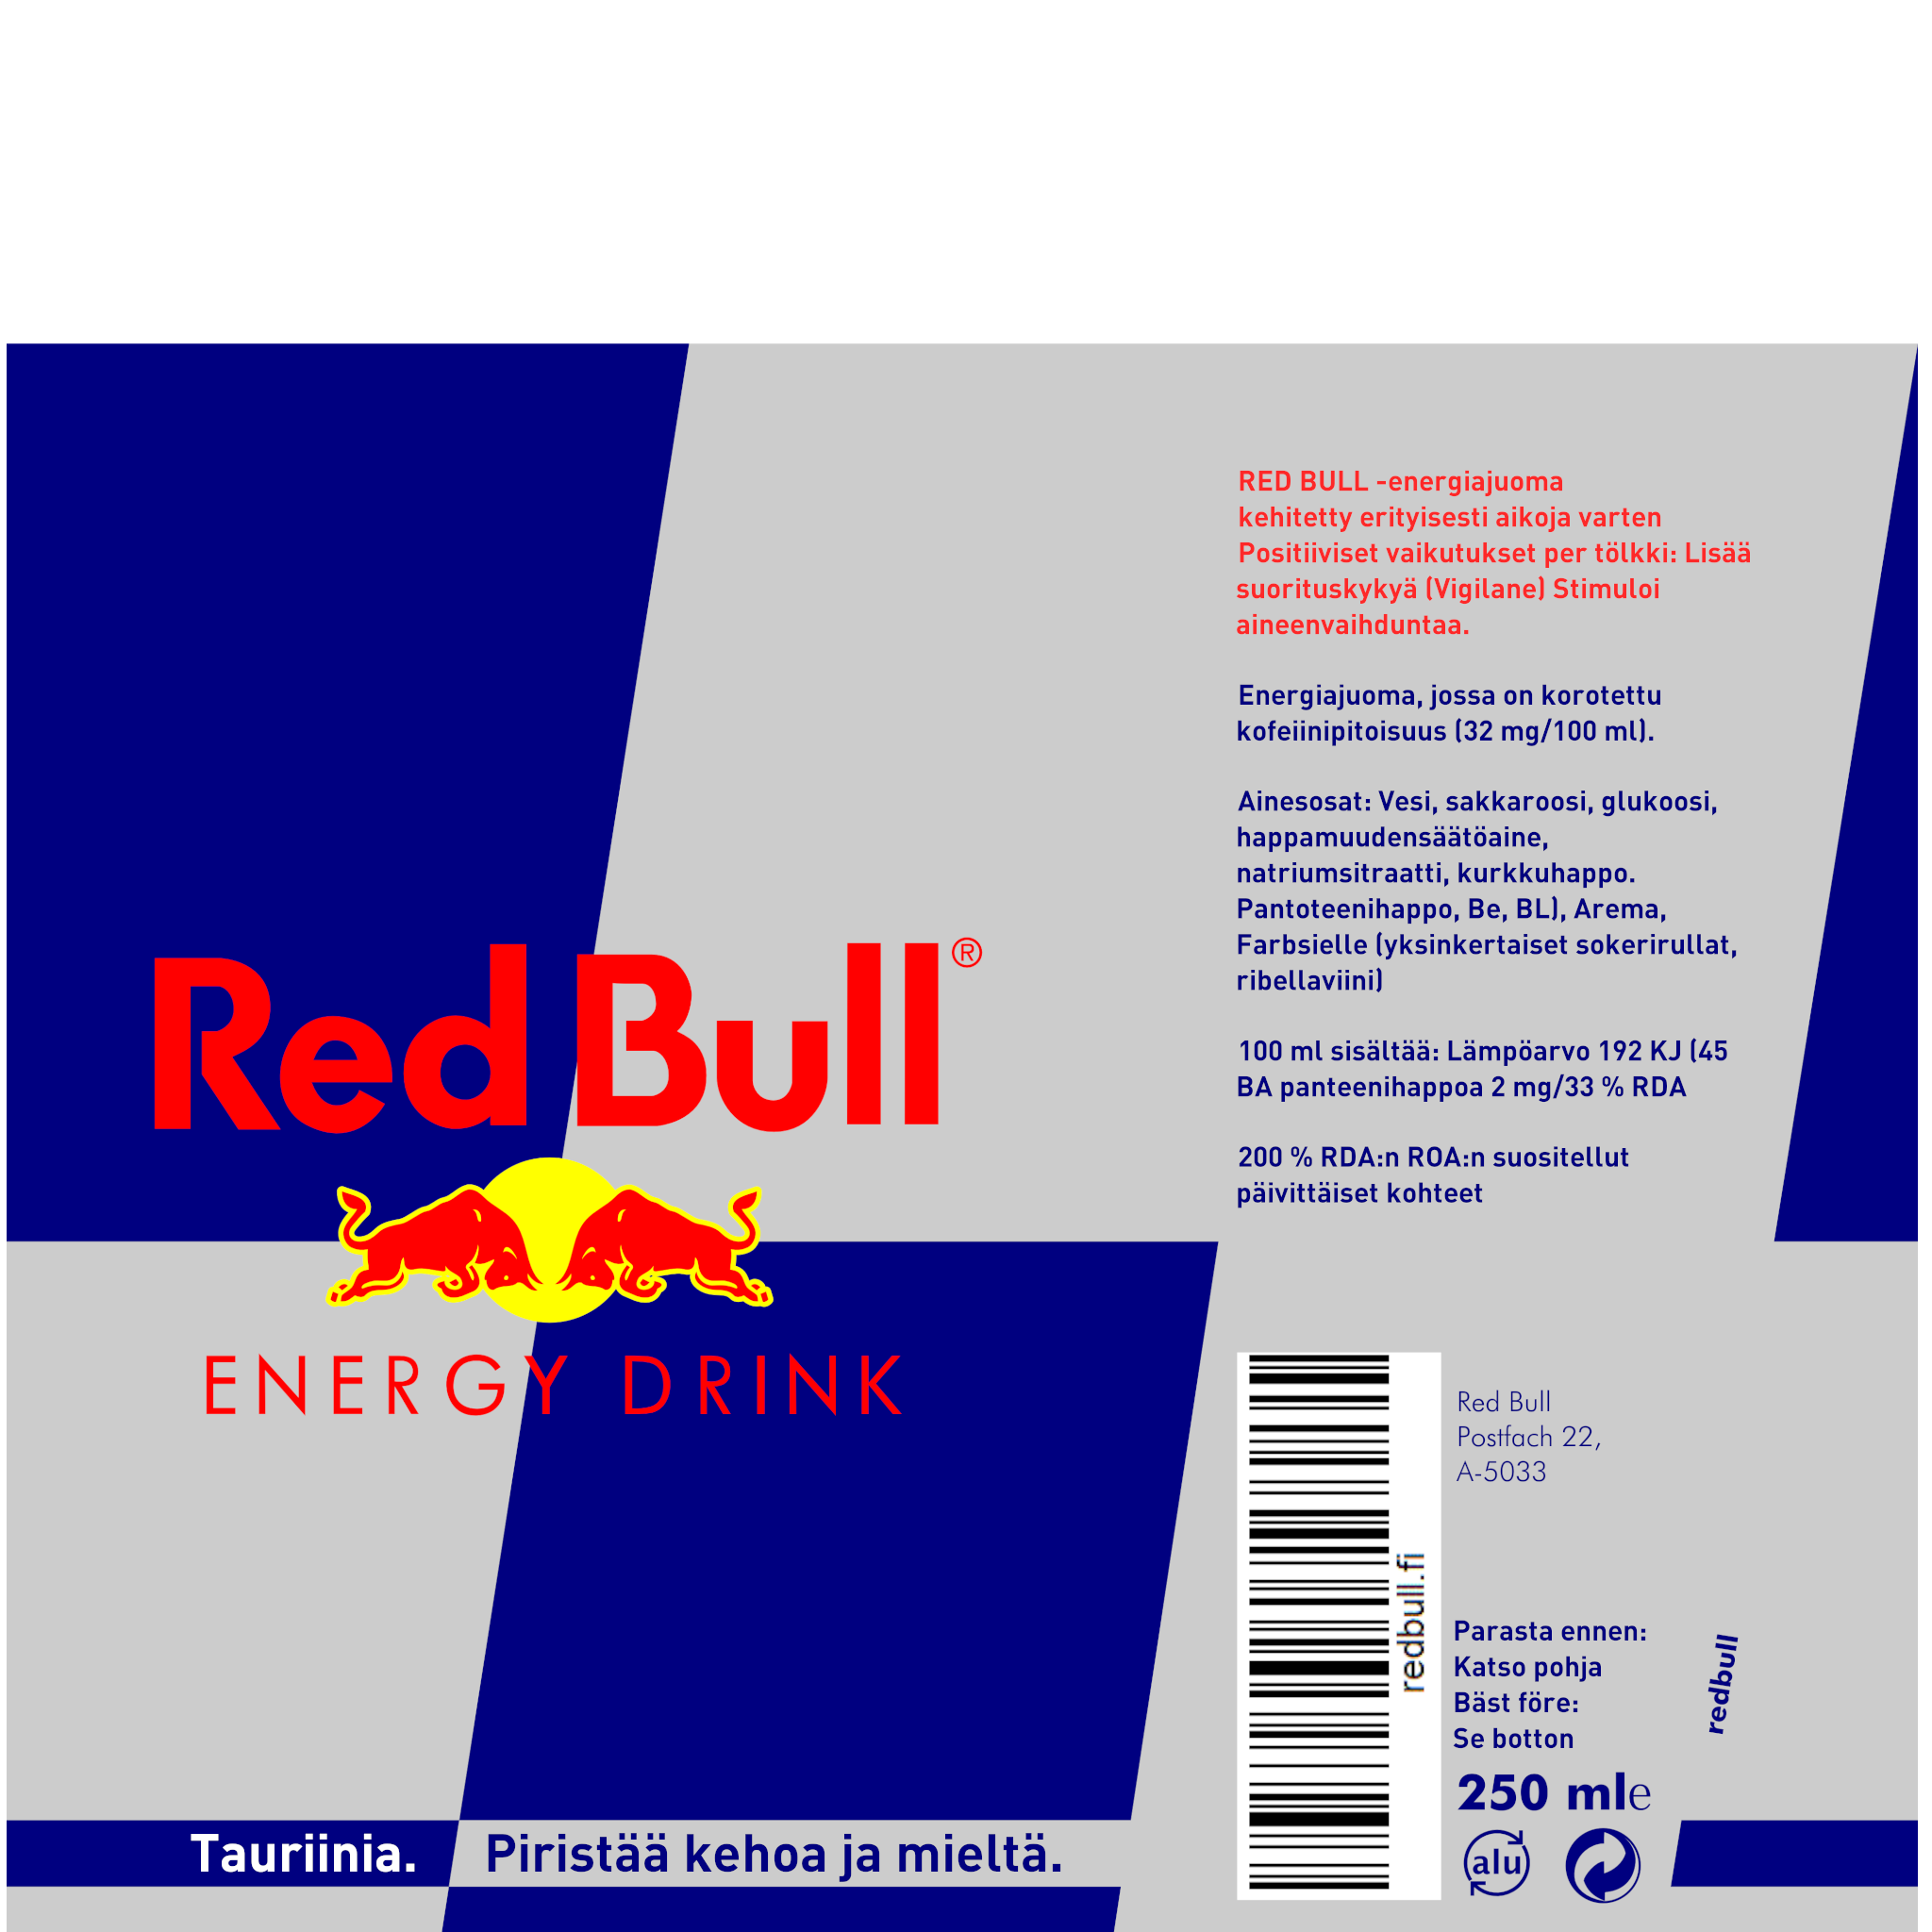 RED BULL -energiajuoma
kehitetty erityisesti aikoja varten
Positiiviset vaikutukset per tölkki: Lisää
suorituskykyä (Vigilane) Stimuloi
aineenvaihduntaa.
Energiajuoma, jossa on korotettu
kofeiinipitoisuus (32 mg/100 ml).
Ainesosat: Vesi, sakkaroosi, glukoosi,
happamuudensäätöaine,
natriumsitraatti, kurkkuhappo.
Pantoteenihappo, Be, BL), Arema,
Farbsielle (yksinkertaiset sokerirullat,
ribellaviini)
100 ml sisältää: Lämpöarvo 192 KJ (45
BA panteenihappoa 2 mg/33 % RDA
200 % RDA:n ROA:n suositellut
päivittäiset kohteet
Red Bull®
ENERGY DRINK
Red Bull
Postfach 22,
A-5033
redbull.fi
Parasta ennen:
Katso pohja
Bäst före:
Se botton
redbull
250 mle
alu
Tauriinia. Piristää kehoa ja mieltä.